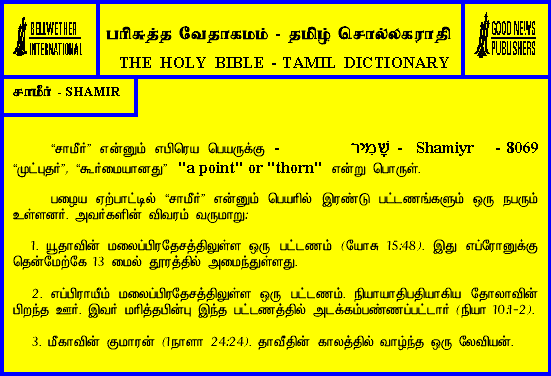 BELLWETHER
INTERNATIONAL
பரிசுத்த வேதாகமம் - தமிழ் சொல்லகராதி
THE HOLY BIBLE - TAMIL DICTIONARY
GOOD NEWS
PUBLISHERS
சாமீர் - SHAMIR
“சாமீர்” என்னும் எபிரெய பெயருக்கு - שָׁמִיר - Shamiyr - 8069
“முட்புதர்”, “கூர்மையானது” "a point" or "thorn" என்று பொருள்.
பழைய ஏற்பாட்டில் “சாமீர்” என்னும் பெயரில் இரண்டு பட்டணங்களும் ஒரு நபரும்
உள்ளனர். அவர்களின் விவரம் வருமாறு:
1. யூதாவின் மலைப்பிரதேசத்திலுள்ள ஒரு பட்டணம் (யோசு 15:48). இது எப்ரோனுக்கு
தென்மேற்கே 13 மைல் தூரத்தில் அமைந்துள்ளது.
2. எப்பிராயீம் மலைப்பிரதேசத்திலுள்ள ஒரு பட்டணம். நியாயாதிபதியாகிய தோலாவின்
பிறந்த ஊர். இவர் மரித்தபின்பு இந்த பட்டணத்தில் அடக்கம்பண்ணப்பட்டார் (நியா 10:1-2).
3. மீகாவின் குமாரன் (1நாளா 24:24). தாவீதின் காலத்தில் வாழ்ந்த ஒரு லேவியன்.